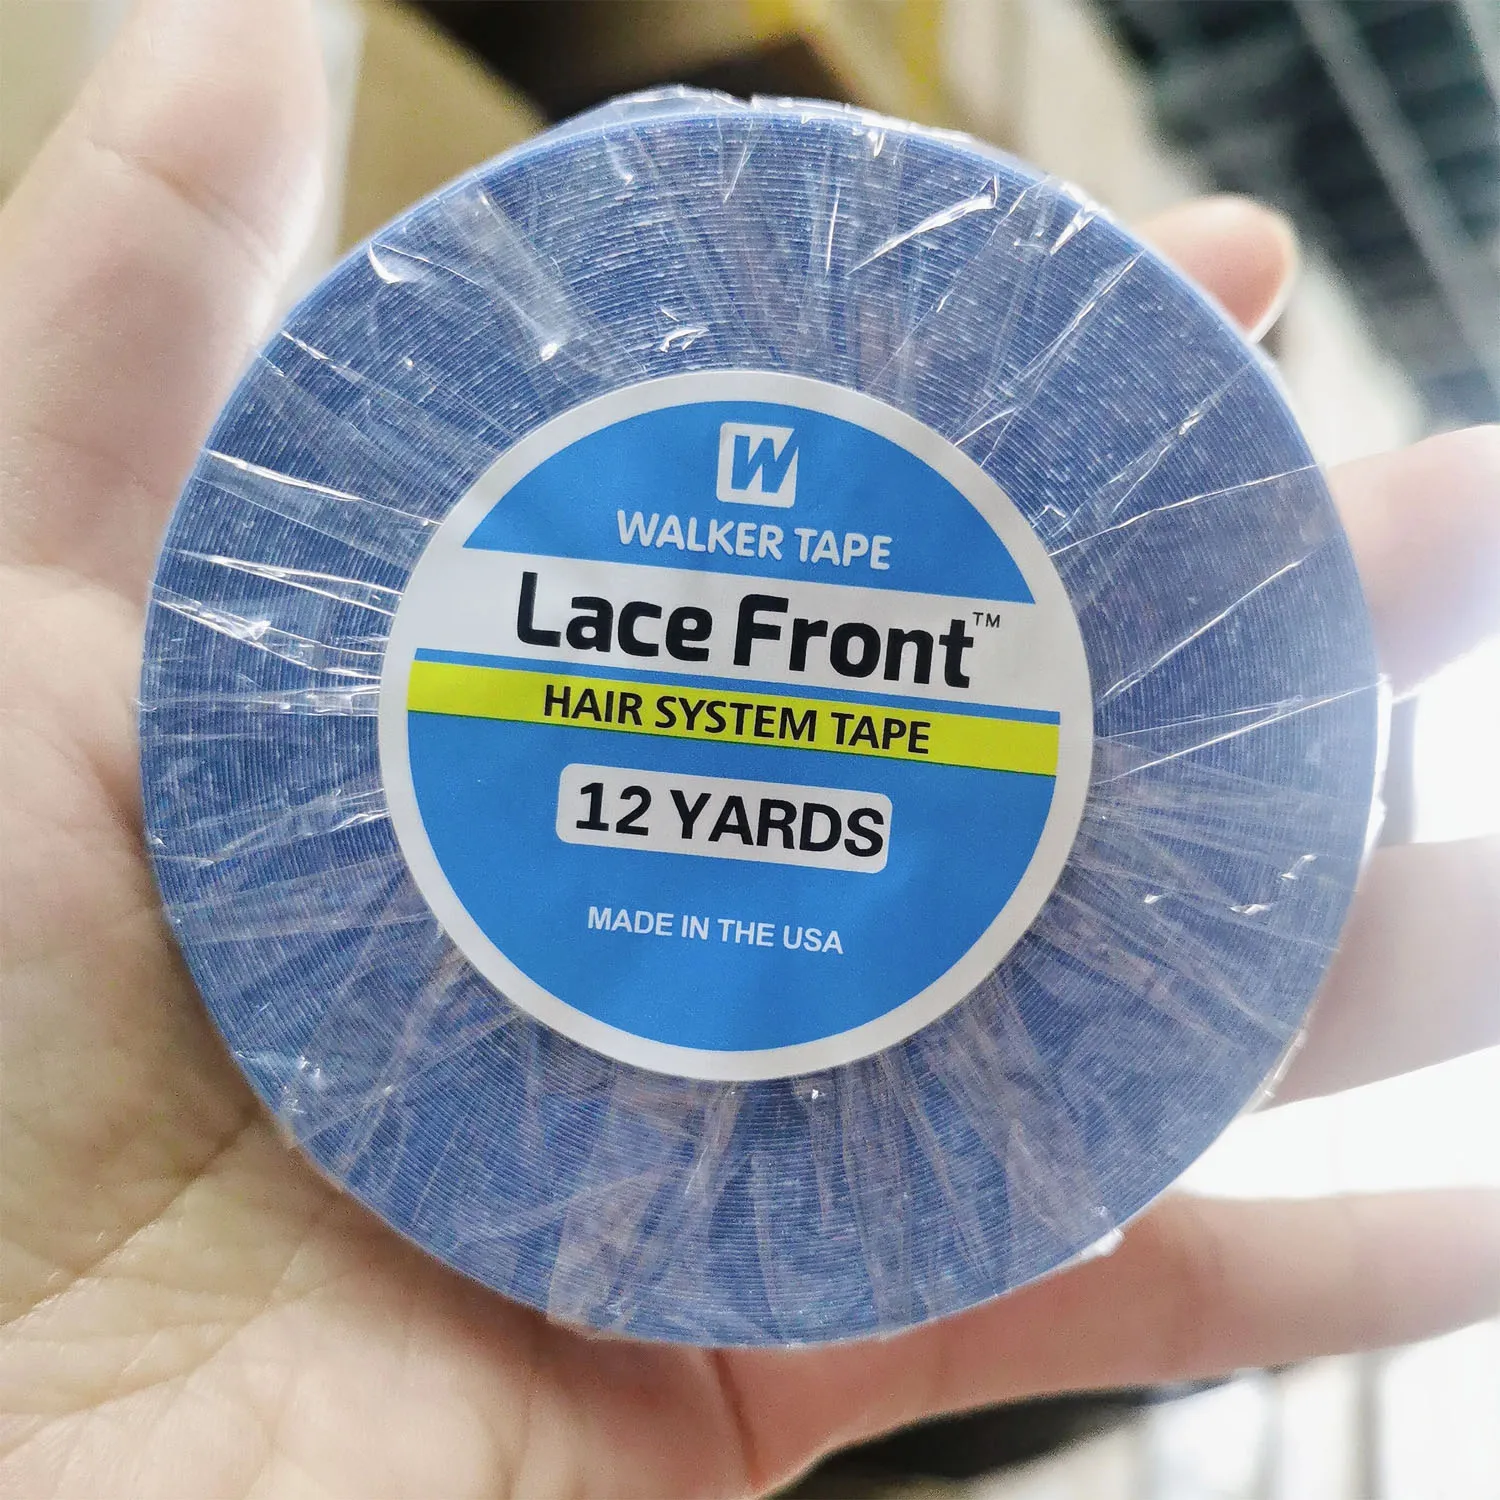 W
WALKER TAPE
Lace Front™
HAIR SYSTEM TAPE
12 YARDS
MADE IN THE USA